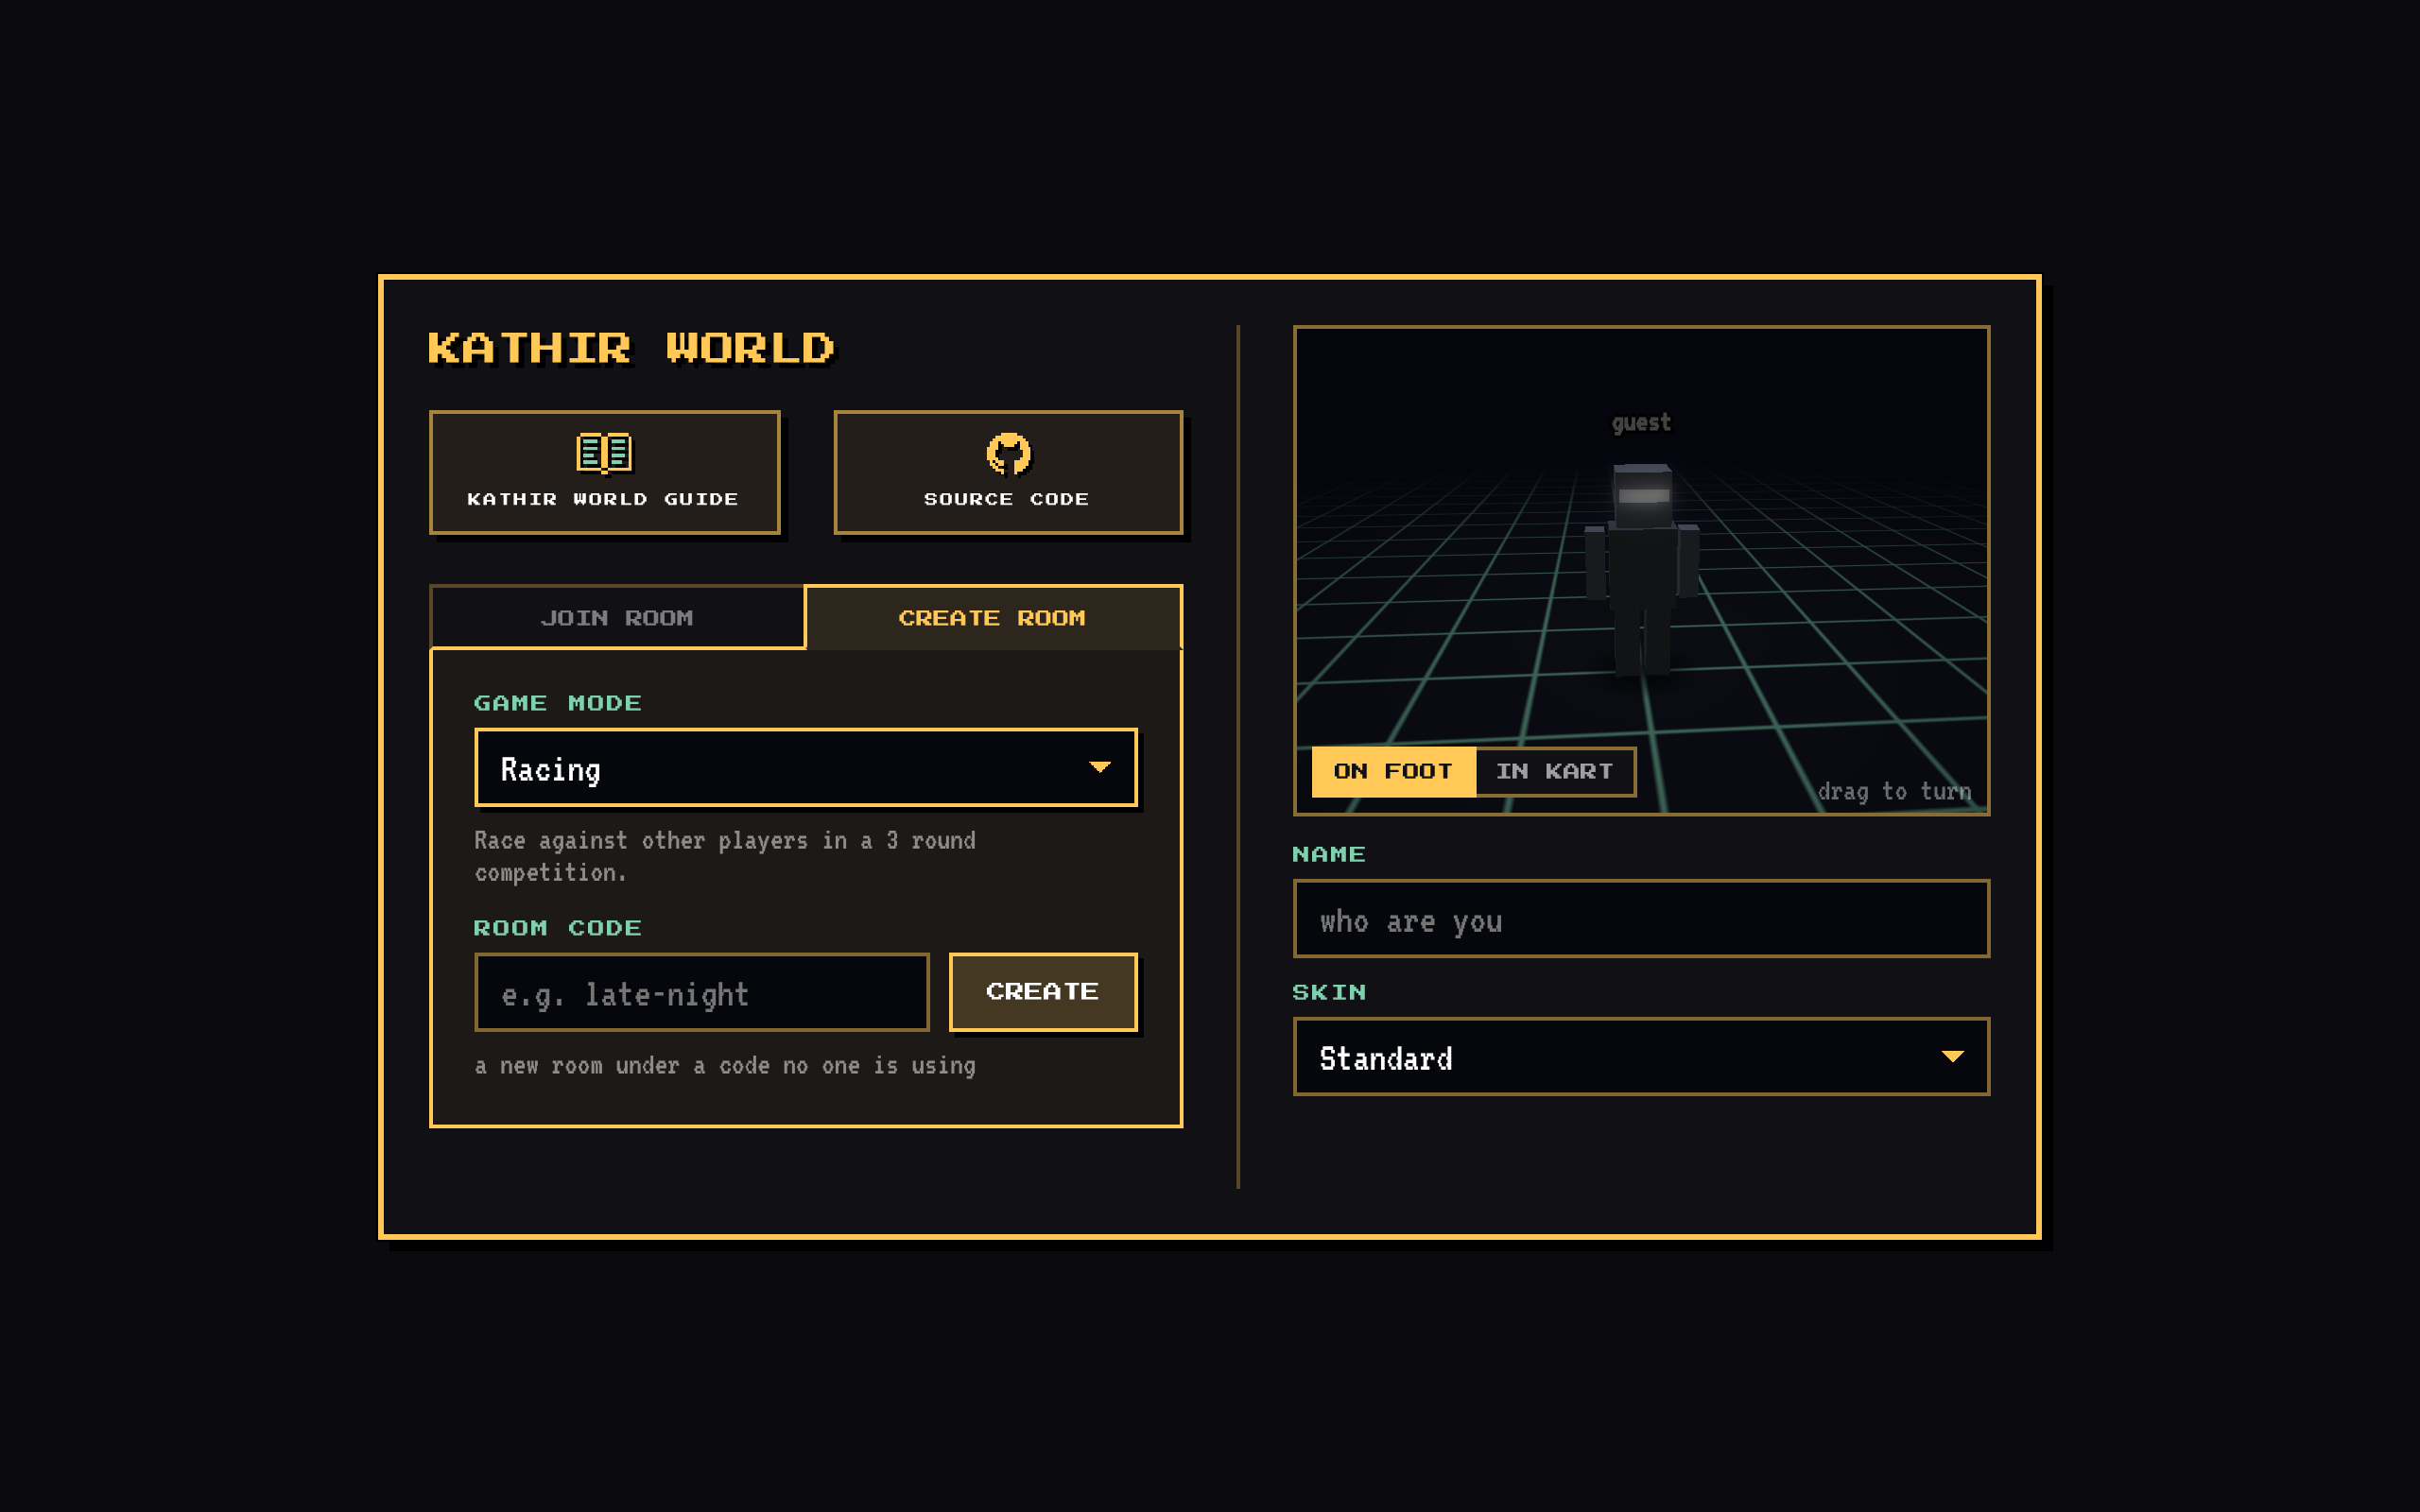 KATHIR WORLD
KATHIR WORLD GUIDE
SOURCE CODE
JOIN ROOM
CREATE ROOM
GAME MODE
Racing
Race against other players in a 3 round
competition.
ROOM CODE
e.g. late-night
CREATE
a new room under a code no one is using
guest
ON FOOT
IN KART
drag to turn
NAME
who are you
SKIN
Standard